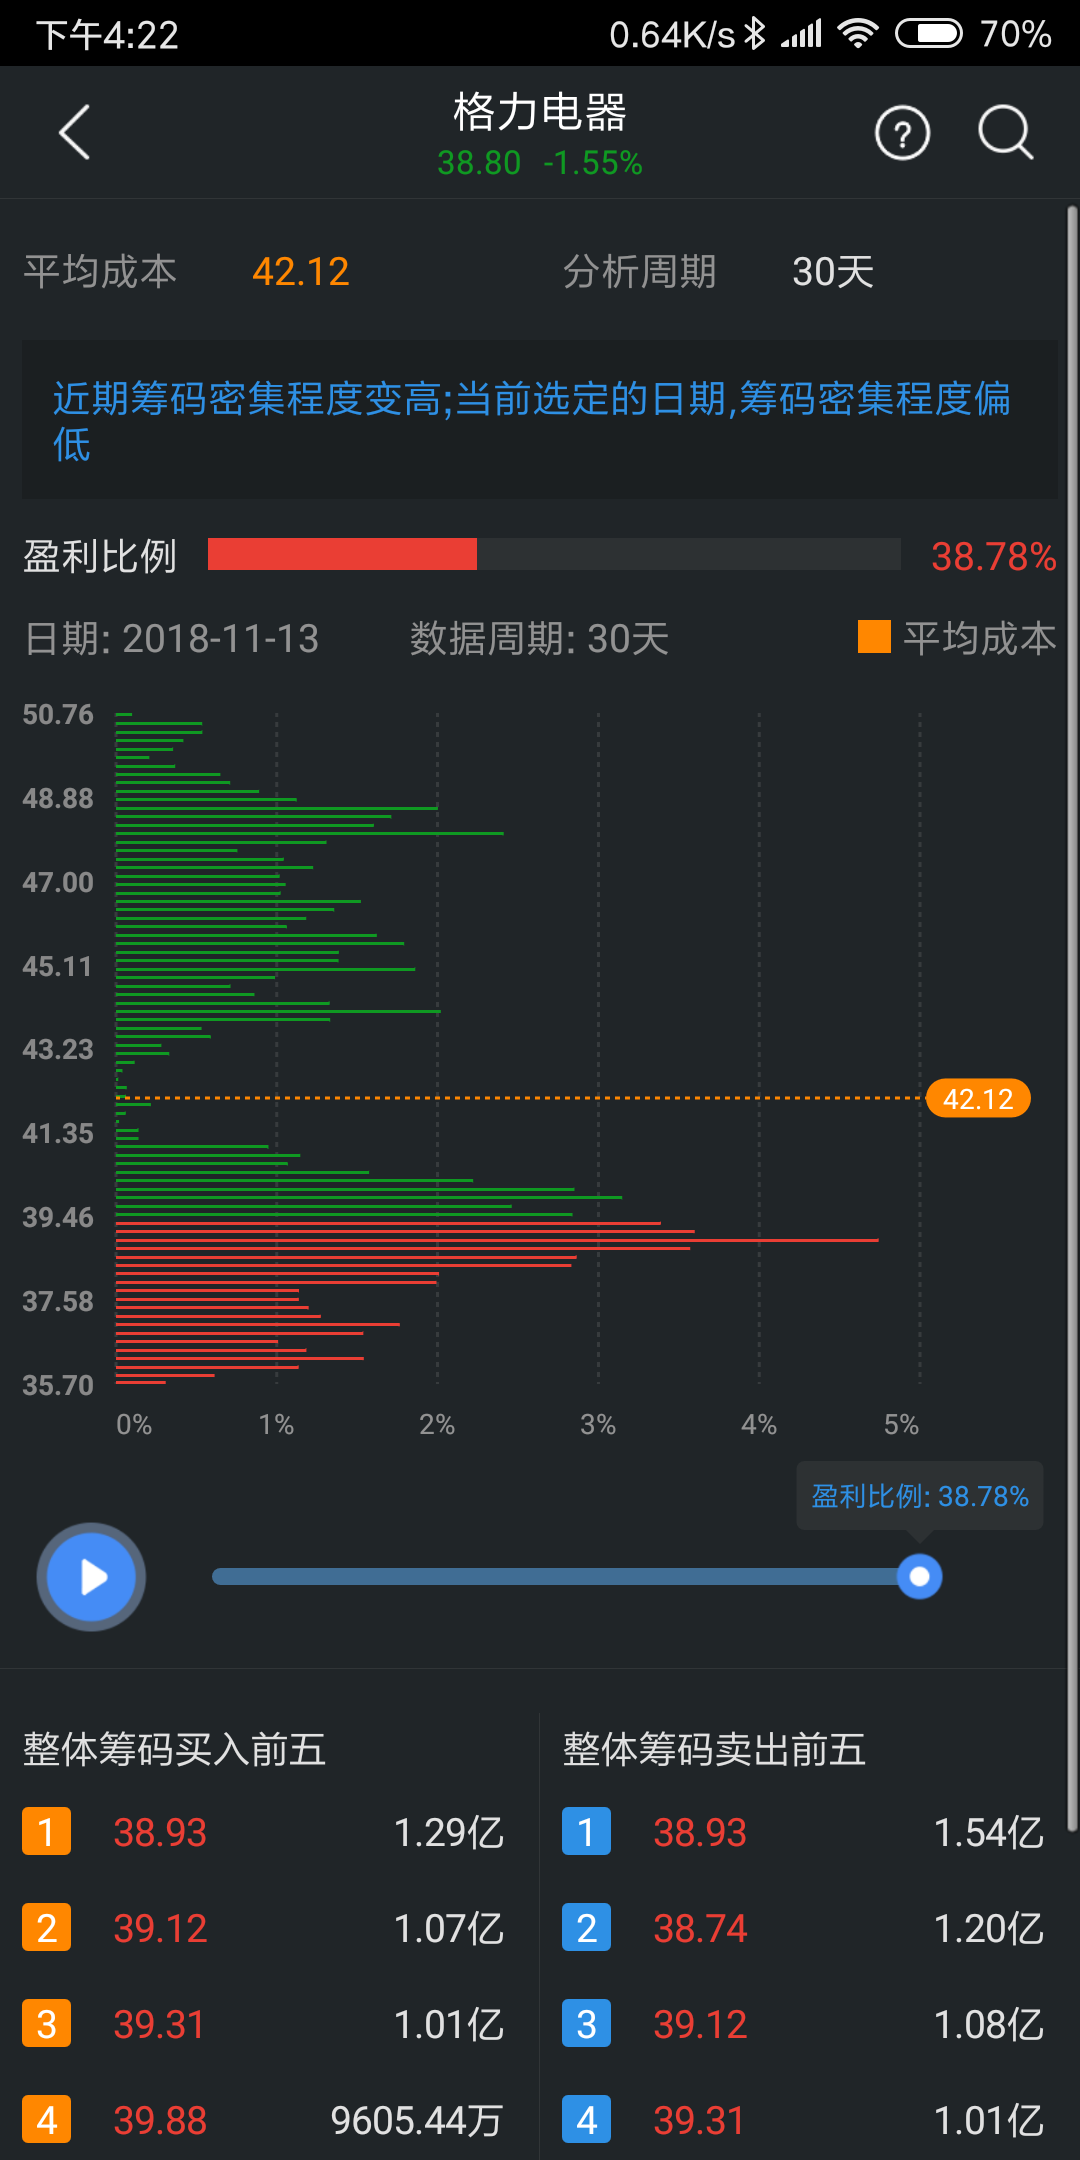 下午4:22 0.64K/s 70%
格力电器
38.80 -1.55%
平均成本 42.12 分析周期 30天
近期筹码密集程度变高;当前选定的日期,筹码密集程度偏
低
盈利比例 38.78%
日期: 2018-11-13 数据周期: 30天 平均成本
50.76
48.88
47.00
45.11
43.23
42.12
41.35
39.46
37.58
35.70
0% 1% 2% 3% 4% 5%
盈利比例: 38.78%
整体筹码买入前五 整体筹码卖出前五
1 38.93 1.29亿 1 38.93 1.54亿
2 39.12 1.07亿 2 38.74 1.20亿
3 39.31 1.01亿 3 39.12 1.08亿
4 39.88 9605.44万 4 39.31 1.01亿